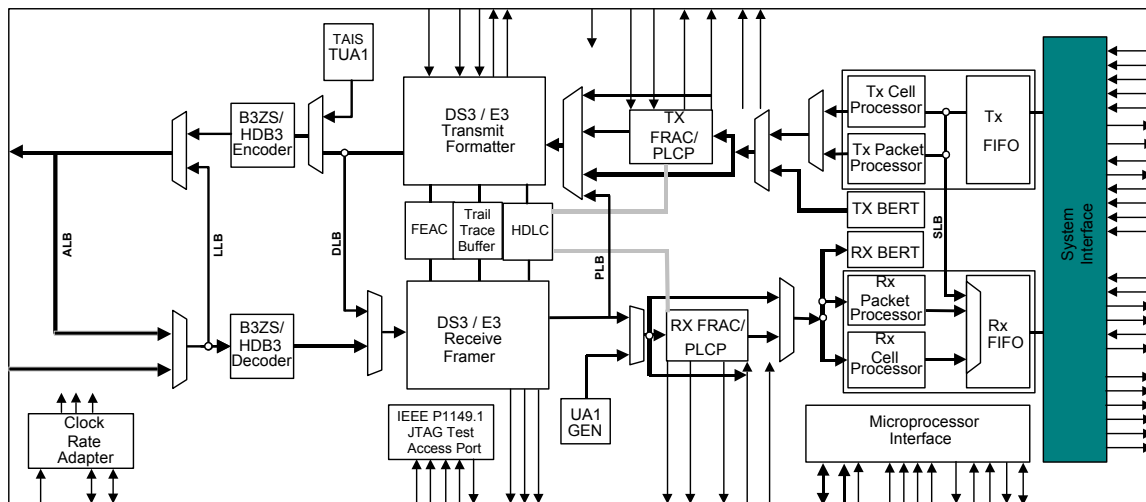 TAIS
TUA1
B3ZS/
HDB3
Encoder
DS3 / E3
Transmit
Formatter
TX
FRAC/
PLCP
Tx Cell
Processor
Tx Packet
Processor
Tx
FIFO
System
Interface
ALB
LLB
DLB
FEAC
Trail
Trace
Buffer
HDLC
PLB
TX BERT
SLB
RX BERT
B3ZS/
HDB3
Decoder
DS3 / E3
Receive
Framer
RX FRAC/
PLCP
Rx
Packet
Processor
Rx
Cell
Processor
Rx
FIFO
UA1
GEN
Clock
Rate
Adapter
IEEE P1149.1
JTAG Test
Access Port
Microprocessor
Interface